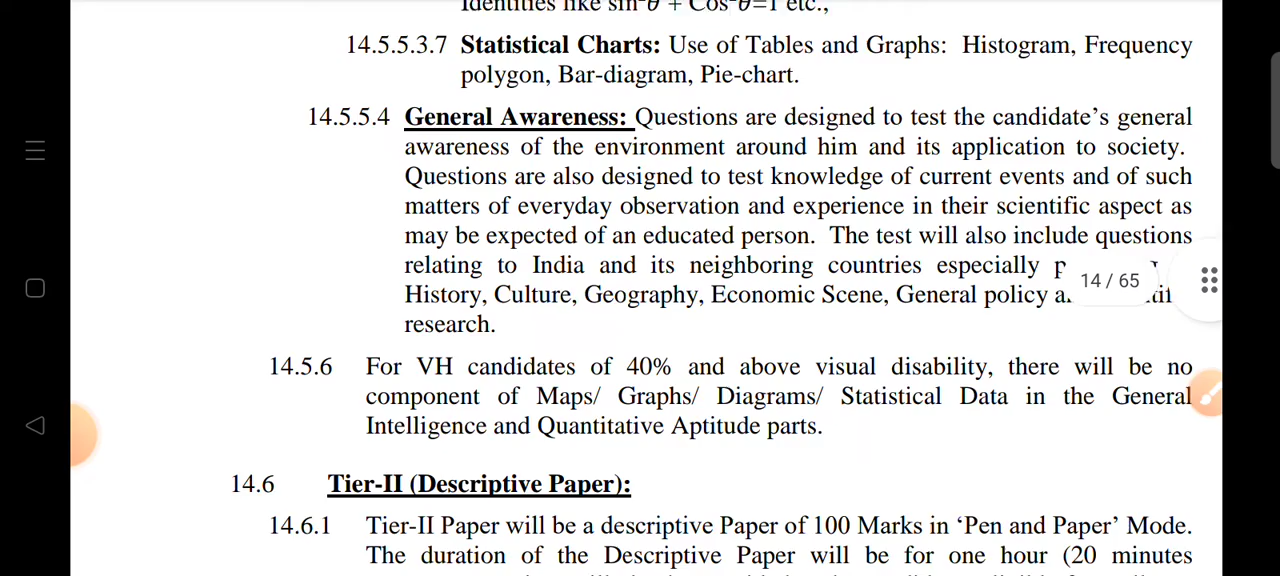 Identities like sin²θ + Cos²θ=1 etc.,
14.5.5.3.7 Statistical Charts: Use of Tables and Graphs: Histogram, Frequency
polygon, Bar-diagram, Pie-chart.
14.5.5.4 General Awareness: Questions are designed to test the candidate’s general
awareness of the environment around him and its application to society.
Questions are also designed to test knowledge of current events and of such
matters of everyday observation and experience in their scientific aspect as
may be expected of an educated person. The test will also include questions
relating to India and its neighboring countries especially
14 / 65
History, Culture, Geography, Economic Scene, General policy
research.
14.5.6 For VH candidates of 40% and above visual disability, there will be no
component of Maps/ Graphs/ Diagrams/ Statistical Data in the General
Intelligence and Quantitative Aptitude parts.
14.6 Tier-II (Descriptive Paper):
14.6.1 Tier-II Paper will be a descriptive Paper of 100 Marks in ‘Pen and Paper’ Mode.
The duration of the Descriptive Paper will be for one hour (20 minutes